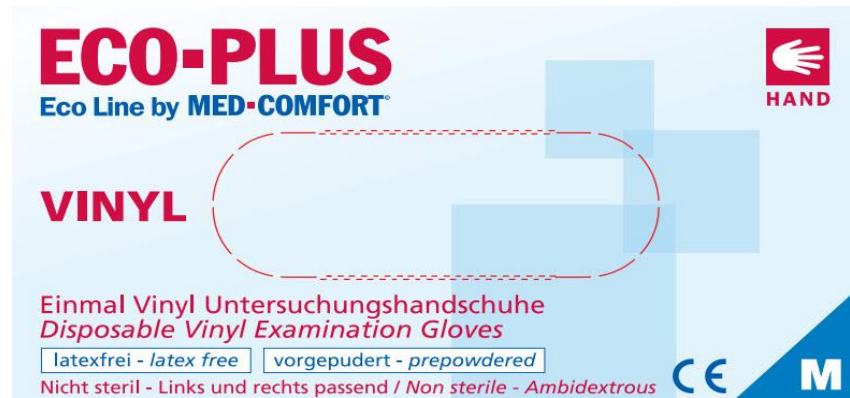 ECO-PLUS
Eco Line by MED-COMFORT®
HAND
VINYL
Einmal Vinyl Untersuchungshandschuhe
Disposable Vinyl Examination Gloves
latexfrei - latex free
vorgepudert - prepowdered
Nicht steril - Links und rechts passend / Non sterile - Ambidextrous
CE
M